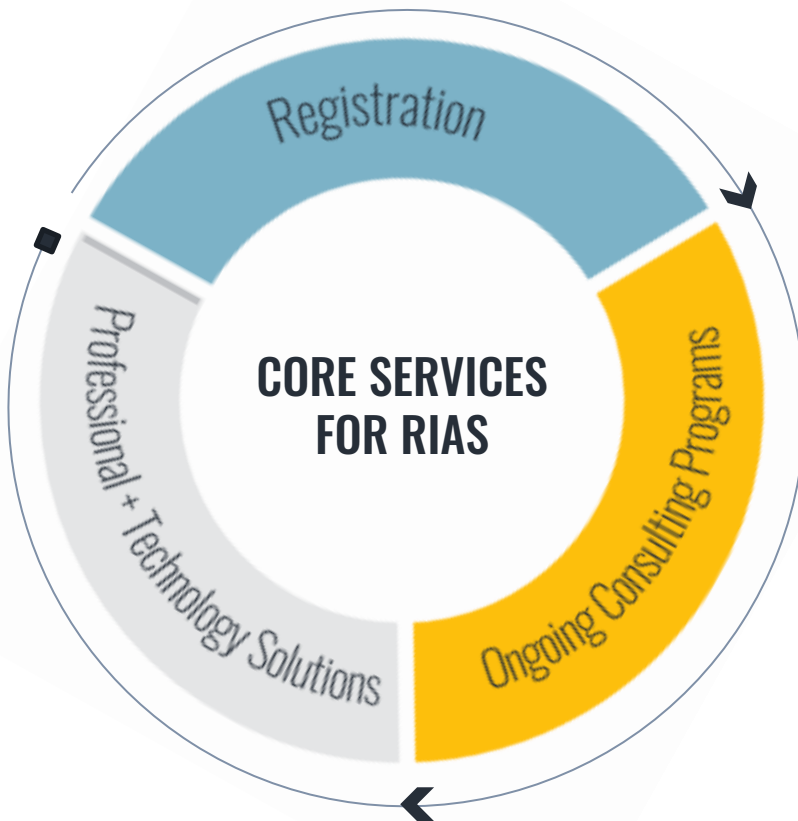 Registration
CORE SERVICES
FOR RIAS
Ongoing Consulting Programs
Professional + Technology Solutions